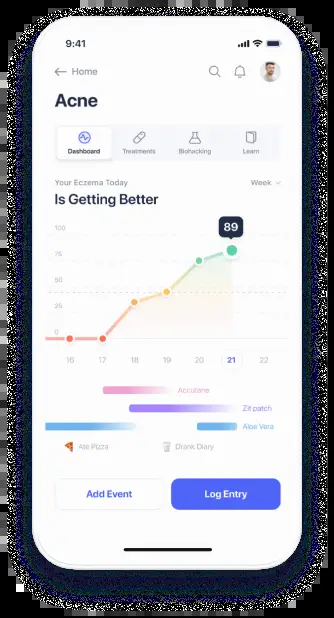 9:41
Home
Acne
Dashboard Treatments Biohacking Learn
Your Eczema Today Week
Is Getting Better
100
89
75
50
25
0
16 17 18 19 20 21 22
Accutane
Zit patch
Aloe Vera
Ate Pizza Drank Diary
Add Event Log Entry